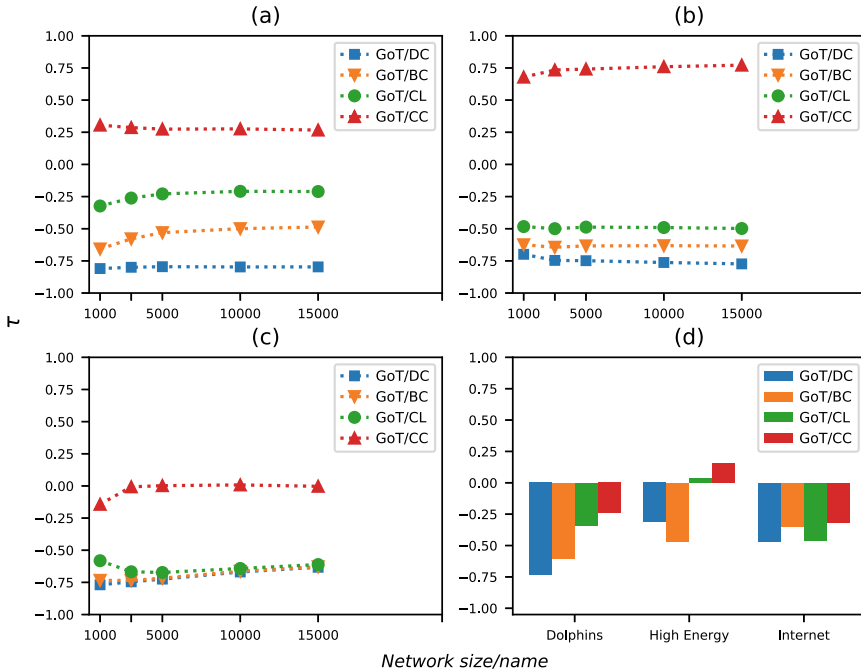 (a)
1.00
0.75
0.50
0.25
0.00
−0.25
−0.50
−0.75
−1.00
1000
5000
10000
15000
GoT/DC
GoT/BC
GoT/CL
GoT/CC
(b)
1.00
0.75
0.50
0.25
0.00
−0.25
−0.50
−0.75
−1.00
1000
5000
10000
15000
GoT/DC
GoT/BC
GoT/CL
GoT/CC
τ
(c)
1.00
0.75
0.50
0.25
0.00
−0.25
−0.50
−0.75
−1.00
1000
5000
10000
15000
GoT/DC
GoT/BC
GoT/CL
GoT/CC
(d)
1.00
0.75
0.50
0.25
0.00
−0.25
−0.50
−0.75
−1.00
Dolphins
High Energy
Internet
GoT/DC
GoT/BC
GoT/CL
GoT/CC
Network size/name